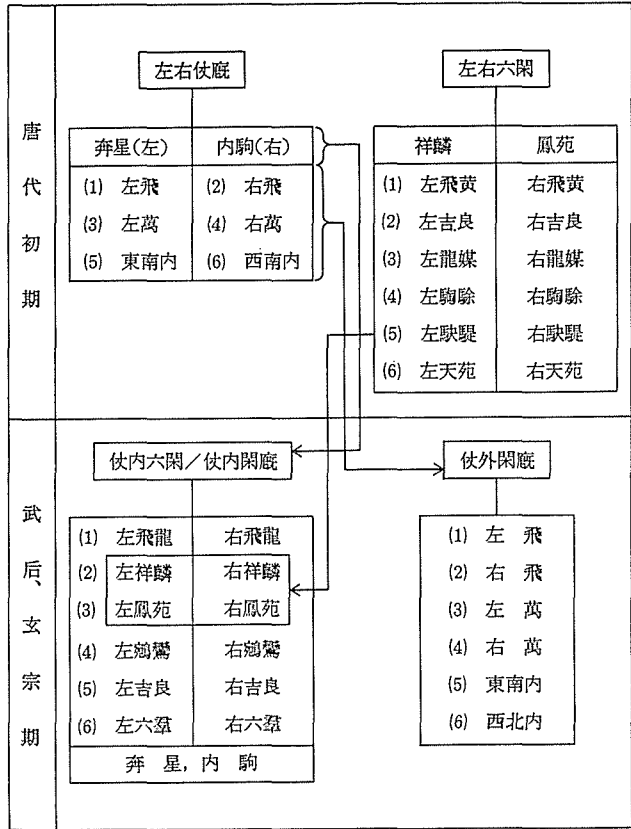 唐代初期
左右仗廐
奔星(左) 内駒(右)
(1) 左飛 (2) 右飛
(3) 左萬 (4) 右萬
(5) 東南内 (6) 西南内
左右六閑
祥麟 鳳苑
(1) 左飛黄 右飛黄
(2) 左吉良 右吉良
(3) 左龍媒 右龍媒
(4) 左駒駼 右駒駼
(5) 左駃騠 右駃騠
(6) 左天苑 右天苑
武后、玄宗期
仗内六閑／仗内閑廐
(1) 左飛龍 右飛龍
(2) 左祥麟 右祥麟
(3) 左鳳苑 右鳳苑
(4) 左鵷鸞 右鵷鸞
(5) 左吉良 右吉良
(6) 左六羣 右六羣
奔星，内駒
仗外閑廐
(1) 左飛
(2) 右飛
(3) 左萬
(4) 右萬
(5) 東南内
(6) 西北内